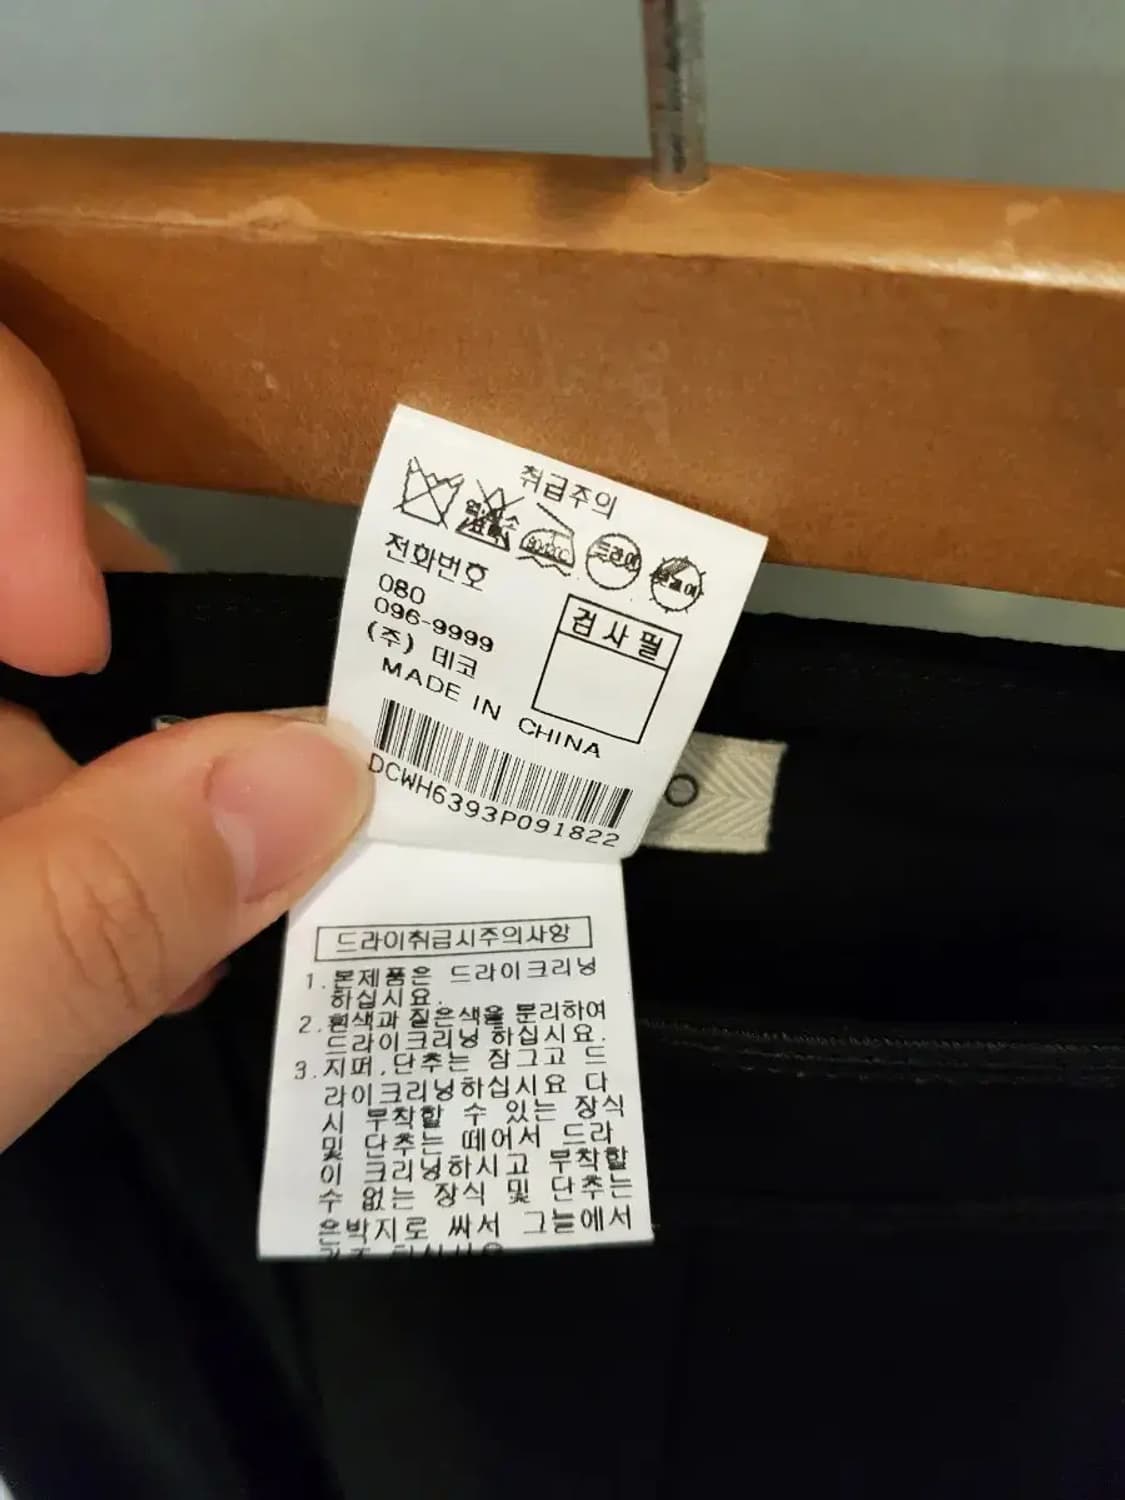 취급주의
80-120℃
드라이
전화번호
080
096-9999
(주) 데코
MADE IN CHINA
검사필
DCWH6393P091822
O
드라이취급시주의사항
1. 본제품은 드라이크리닝
하십시요.
2. 흰색과 짙은색을 분리하여
드라이크리닝 하십시요.
3. 지퍼,단추는 잠그고 드
라이크리닝하십시요 다
시 부착할 수 있는 장식
및 단추는 떼어서 드라
이 크리닝하시고 부착할
수 없는 장식 및 단추는
은박지로 싸서 그늘에서